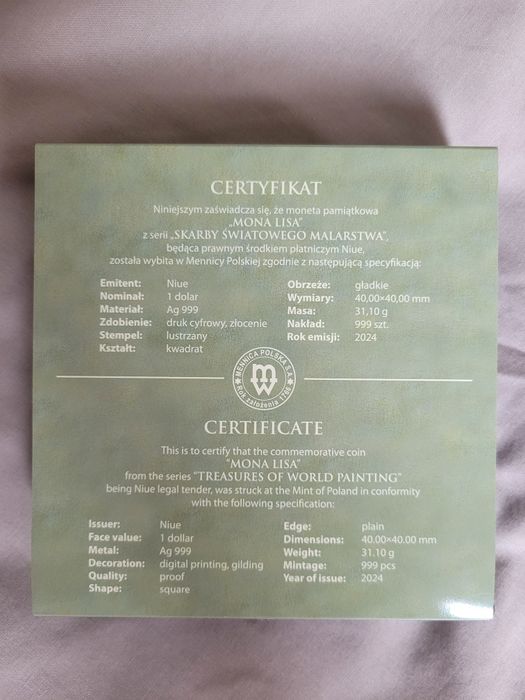 CERTYFIKAT
Niniejszym zaświadcza się, że moneta pamiątkowa
„MONA LISA”
z serii „SKARBY ŚWIATOWEGO MALARSTWA”,
będąca prawnym środkiem płatniczym Niue,
została wybita w Mennicy Polskiej zgodnie z następującą specyfikacją:
Emitent: Niue
Nominał: 1 dolar
Materiał: Ag 999
Zdobienie: druk cyfrowy, złocenie
Stempel: lustrzany
Kształt: kwadrat
Obrzeże: gładkie
Wymiary: 40,00×40,00 mm
Masa: 31,10 g
Nakład: 999 szt.
Rok emisji: 2024
MENNICA POLSKA S.A.
Rok założenia 1766
CERTIFICATE
This is to certify that the commemorative coin
"MONA LISA"
from the series "TREASURES OF WORLD PAINTING"
being Niue legal tender, was struck at the Mint of Poland in conformity
with the following specification:
Issuer: Niue
Face value: 1 dollar
Metal: Ag 999
Decoration: digital printing, gilding
Quality: proof
Shape: square
Edge: plain
Dimensions: 40.00×40.00 mm
Weight: 31.10 g
Mintage: 999 pcs
Year of issue: 2024